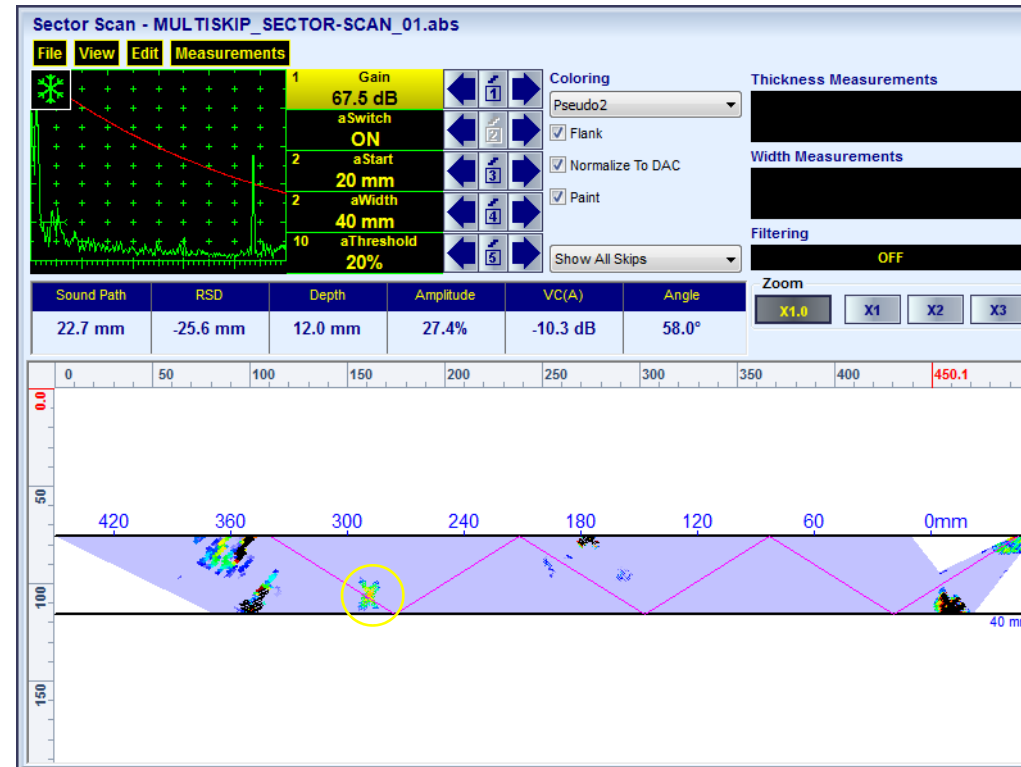 Sector Scan - MULTISKIP_SECTOR-SCAN_01.abs
File View Edit Measurements
1 Gain
67.5 dB
1
aSwitch
ON
2
2 aStart
20 mm
3
2 aWidth
40 mm
4
10 aThreshold
20%
5
Coloring
Pseudo2
Flank
Normalize To DAC
Paint
Show All Skips
Thickness Measurements
Width Measurements
Filtering
OFF
Zoom
X1.0 X1 X2 X3
Sound Path RSD Depth Amplitude VC(A) Angle
22.7 mm -25.6 mm 12.0 mm 27.4% -10.3 dB 58.0°
0 50 100 150 200 250 300 350 400 450.1
0.0
50
100
150
420 360 300 240 180 120 60 0mm